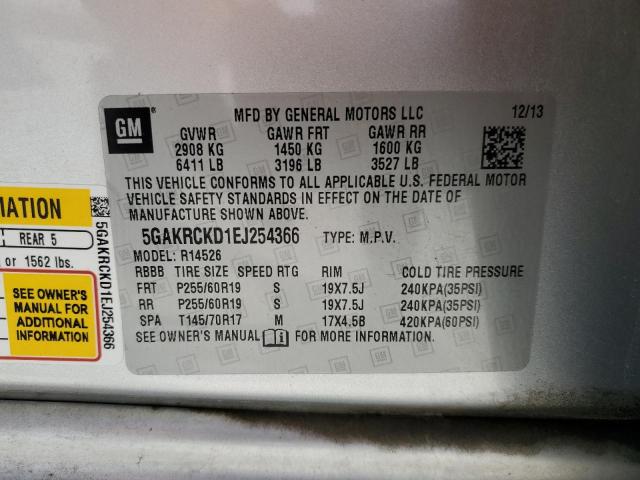 GM
MFD BY GENERAL MOTORS LLC 12/13
GVWR GAWR FRT GAWR RR
2908 KG 1450 KG 1600 KG
6411 LB 3196 LB 3527 LB
THIS VEHICLE CONFORMS TO ALL APPLICABLE U.S. FEDERAL MOTOR
VEHICLE SAFETY STANDARDS IN EFFECT ON THE DATE OF
MANUFACTURE SHOWN ABOVE.
5GAKRCKD1EJ254366 TYPE: M.P.V.
MODEL: R14526
RBBB TIRE SIZE SPEED RTG RIM COLD TIRE PRESSURE
FRT P255/60R19 S 19X7.5J 240KPA(35PSI)
RR P255/60R19 S 19X7.5J 240KPA(35PSI)
SPA T145/70R17 M 17X4.5B 420KPA(60PSI)
SEE OWNER'S MANUAL FOR MORE INFORMATION.
REAR 5
or 1562 lbs.
SEE OWNER'S
MANUAL FOR
ADDITIONAL
INFORMATION
5GAKRCKD1EJ254366